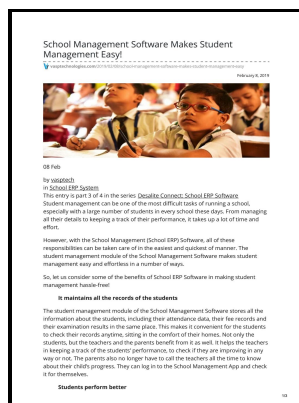 School Management Software Makes Student
Management Easy!
vasptechnologies.com/2019/02/08/school-management-software-makes-student-management-easy
February 8, 2019
08 Feb
by vasptech
in School ERP System
This entry is part 3 of 4 in the series Desalite Connect: School ERP Software
Student management can be one of the most difficult tasks of running a school,
especially with a large number of students in every school these days. From managing
all their details to keeping a track of their performance, it takes up a lot of time and
effort.
However, with the School Management (School ERP) Software, all of these
responsibilities can be taken care of in the easiest and quickest of manner. The
student management module of the School Management Software makes student
management easy and effortless in a number of ways.
So, let us consider some of the benefits of School ERP Software in making student
management hassle-free!
It maintains all the records of the students
The student management module of the School Management Software stores all the
information about the students, including their attendance data, their fee records and
their examination results in the same place. This makes it convenient for the students
to check their records anytime, sitting in the comfort of their homes. Not only the
students, but the teachers and the parents benefit from it as well. It helps the teachers
in keeping a track of the students' performance, to check if they are improving in any
way or not. The parents also no longer have to call the teachers all the time to know
about their child's progress. They can log in to the School Management App and check
it for themselves.
Students perform better
1/3